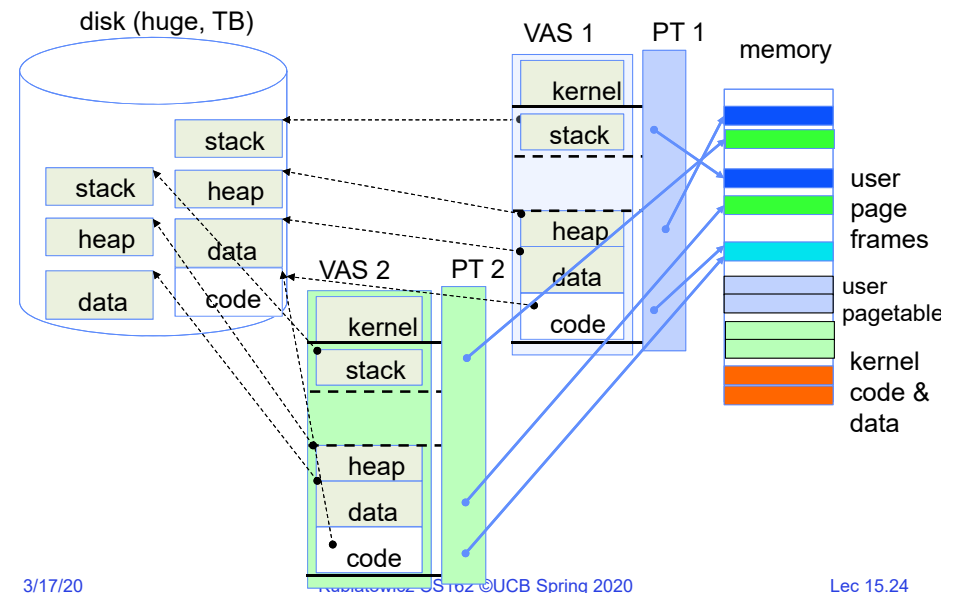 disk (huge, TB)
VAS 1
PT 1
memory
kernel
stack
heap
data
code
stack
heap
data
code
stack
heap
data
VAS 2
PT 2
kernel
stack
heap
data
code
user
page
frames
user
pagetable
kernel
code &
data
3/17/20
Kubiatowicz CS162 ©UCB Spring 2020
Lec 15.24